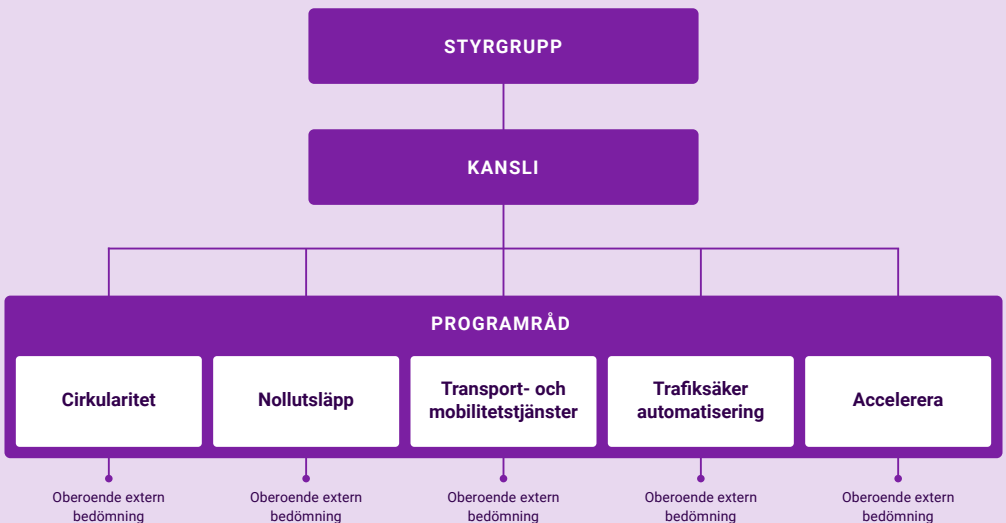 STYRGRUPP
KANSLI
PROGRAMRÅD
Cirkularitet
Nollutsläpp
Transport- och
mobilitetstjänster
Trafiksäker
automatisering
Accelerera
Oberoende extern
bedömning
Oberoende extern
bedömning
Oberoende extern
bedömning
Oberoende extern
bedömning
Oberoende extern
bedömning